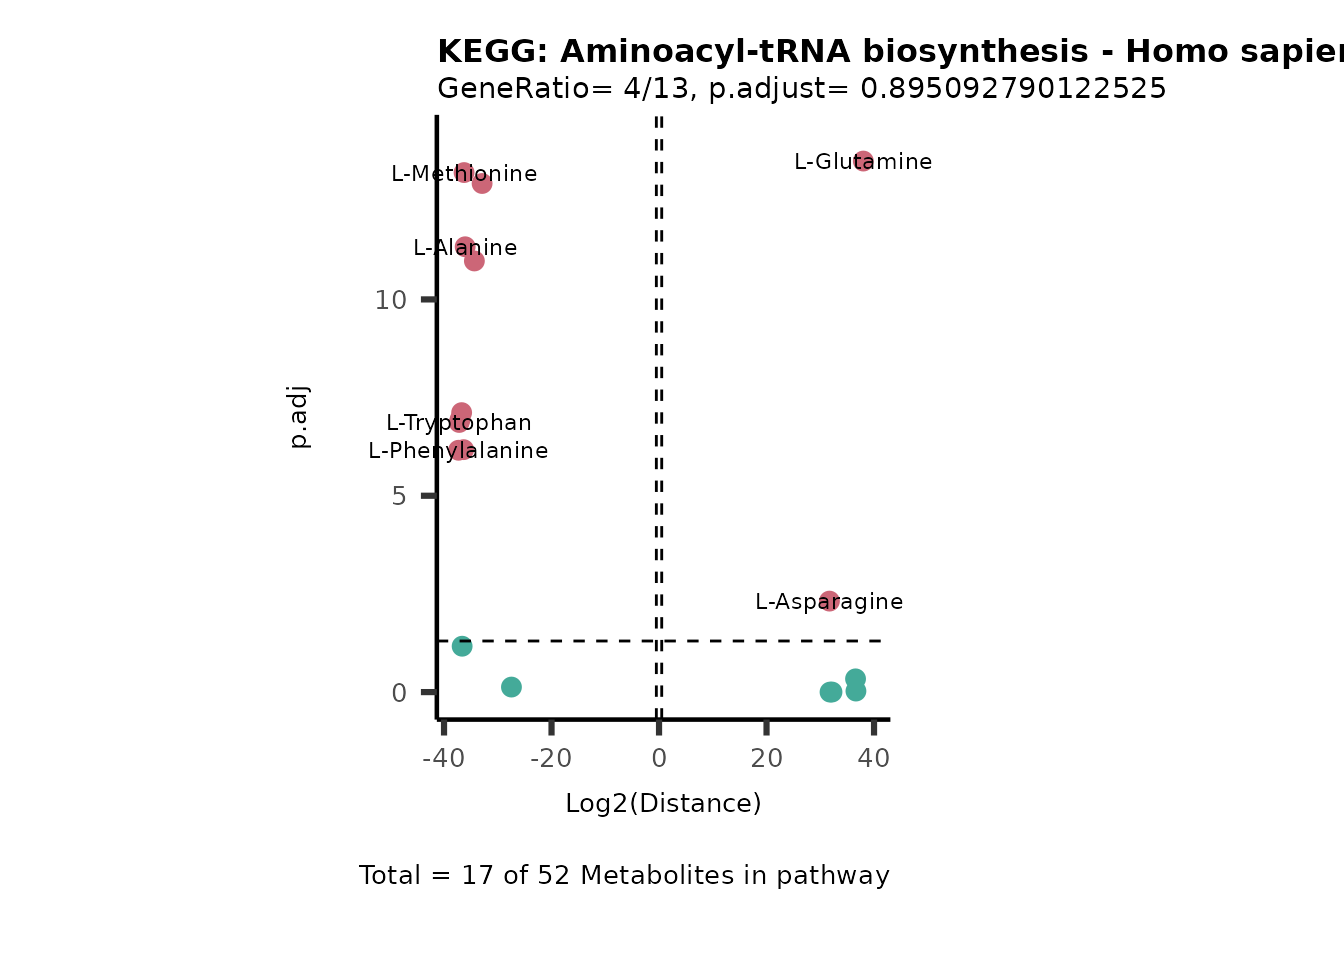 KEGG: Aminoacyl-tRNA biosynthesis - Homo sapien
GeneRatio= 4/13, p.adjust= 0.895092790122525
L-Methionine
L-Glutamine
L-Alanine
10
L-Tryptophan
L-Phenylalanine
p.adj
5
L-Asparagine
0
-40 -20 0 20 40
Log2(Distance)
Total = 17 of 52 Metabolites in pathway